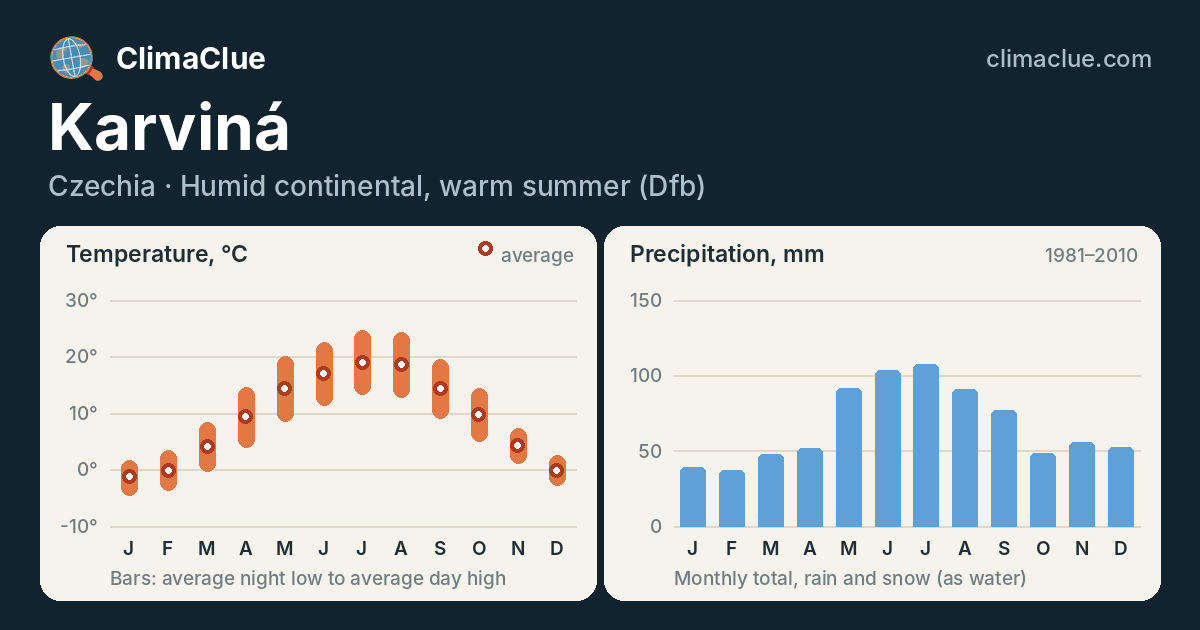 ClimaClue
climaclue.com
Karviná
Czechia · Humid continental, warm summer (Dfb)
Temperature, °C
average
30°
20°
10°
0°
-10°
J F M A M J J A S O N D
Bars: average night low to average day high
Precipitation, mm
1981–2010
150
100
50
0
J F M A M J J A S O N D
Monthly total, rain and snow (as water)